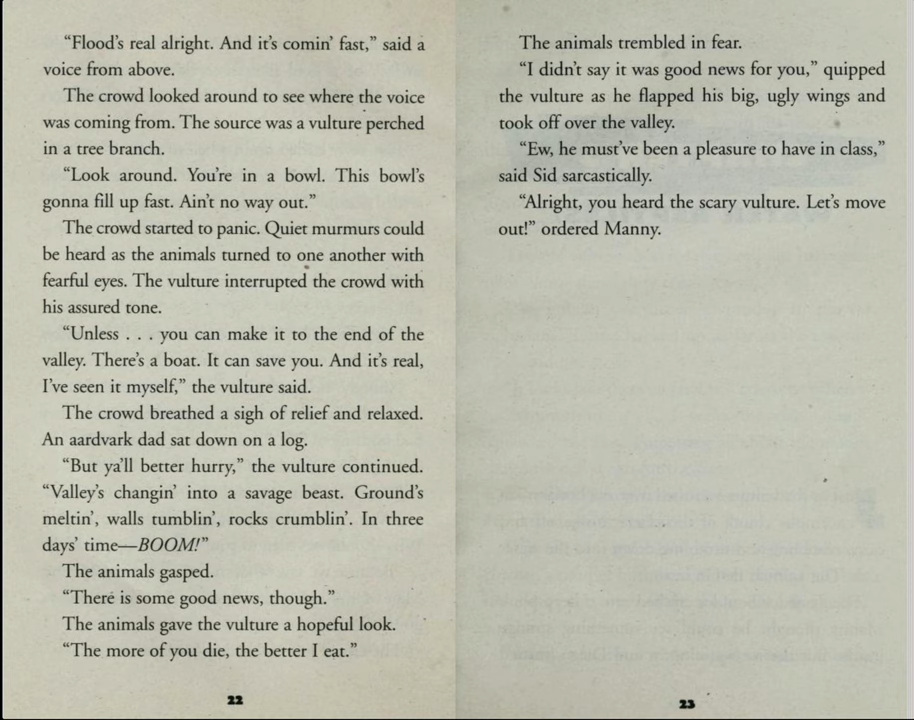 “Flood’s real alright. And it’s comin’ fast,” said a
voice from above.
The crowd looked around to see where the voice
was coming from. The source was a vulture perched
in a tree branch.
“Look around. You’re in a bowl. This bowl’s
gonna fill up fast. Ain’t no way out.”
The crowd started to panic. Quiet murmurs could
be heard as the animals turned to one another with
fearful eyes. The vulture interrupted the crowd with
his assured tone.
“Unless . . . you can make it to the end of the
valley. There’s a boat. It can save you. And it’s real,
I’ve seen it myself,” the vulture said.
The crowd breathed a sigh of relief and relaxed.
An aardvark dad sat down on a log.
“But ya’ll better hurry,” the vulture continued.
“Valley’s changin’ into a savage beast. Ground’s
meltin’, walls tumblin’, rocks crumblin’. In three
days’ time—BOOM!”
The animals gasped.
“There is some good news, though.”
The animals gave the vulture a hopeful look.
“The more of you die, the better I eat.”
22
The animals trembled in fear.
“I didn’t say it was good news for you,” quipped
the vulture as he flapped his big, ugly wings and
took off over the valley.
“Ew, he must’ve been a pleasure to have in class,”
said Sid sarcastically.
“Alright, you heard the scary vulture. Let’s move
out!” ordered Manny.
23